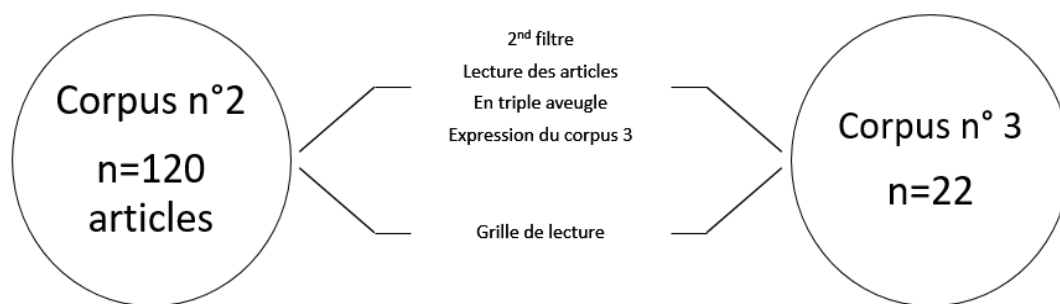 Corpus n°2
n=120
articles
2nd filtre
Lecture des articles
En triple aveugle
Expression du corpus 3
Grille de lecture
Corpus n° 3
n=22